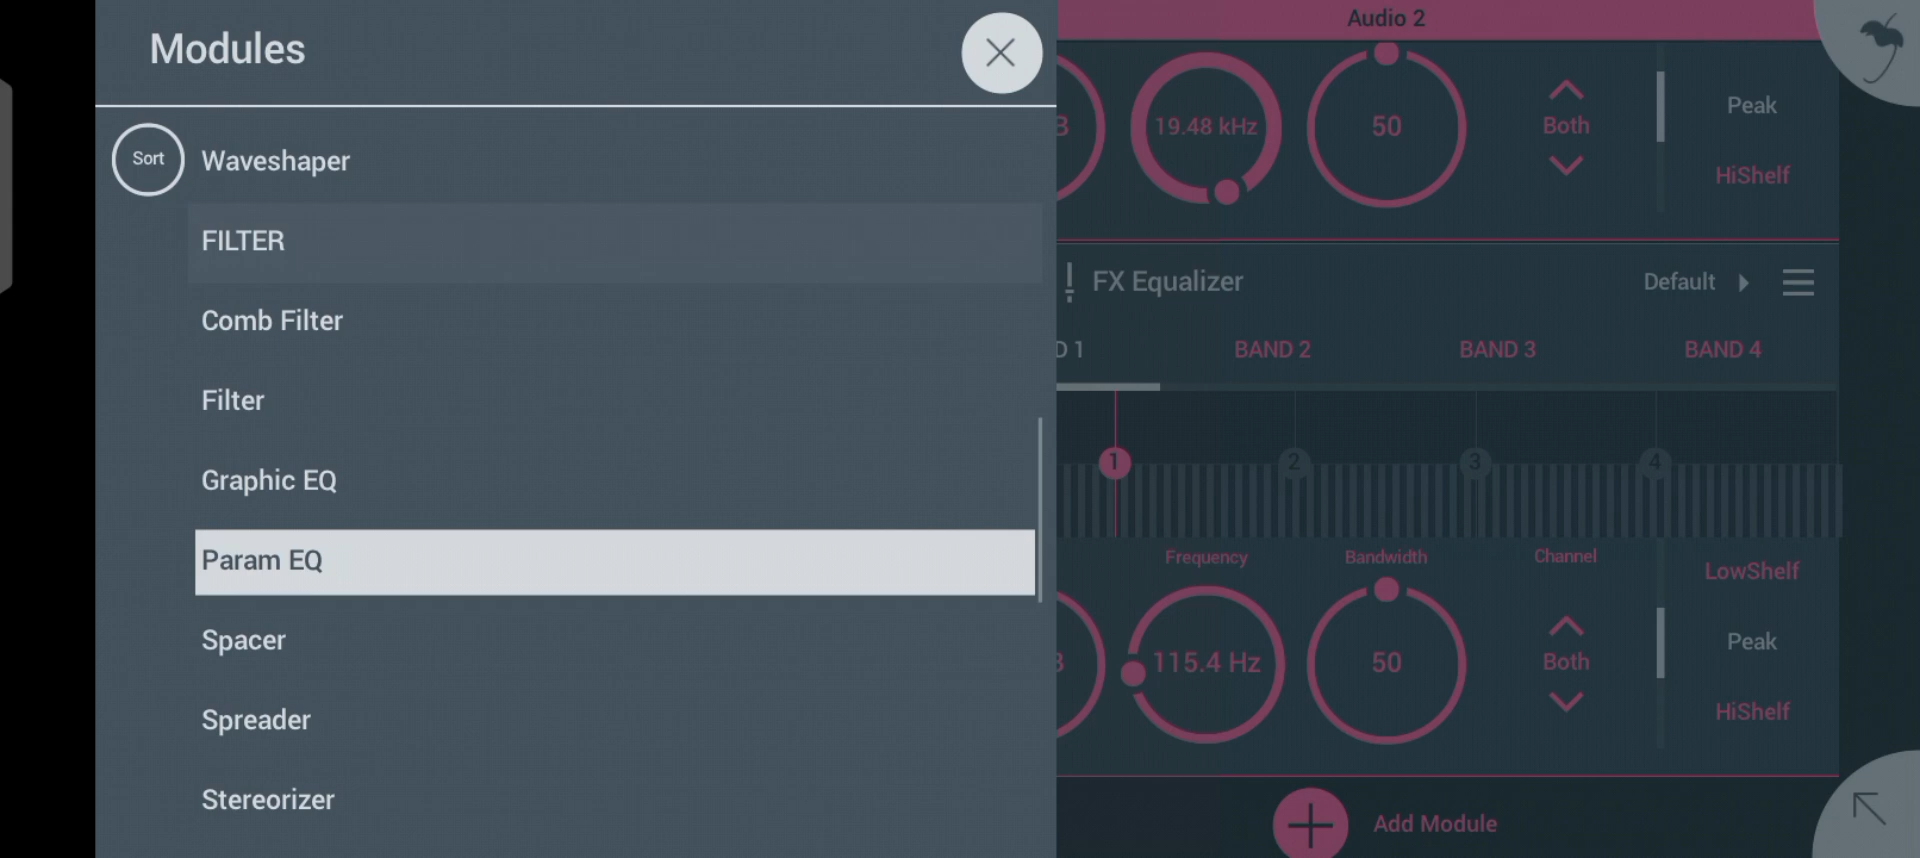 Modules
Sort
Waveshaper
FILTER
Comb Filter
Filter
Graphic EQ
Param EQ
Spacer
Spreader
Stereorizer
Audio 2
19.48 kHz
50
Both
Peak
HiShelf
FX Equalizer
Default
D 1
BAND 2
BAND 3
BAND 4
1
2
3
4
Frequency
Bandwidth
Channel
115.4 Hz
50
Both
LowShelf
Peak
HiShelf
Add Module